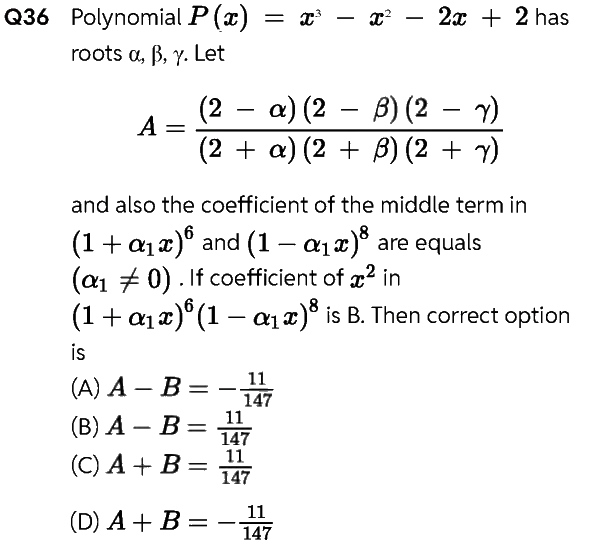 Q36 Polynomial P(x) = x³ − x² − 2x + 2 has
roots α, β, γ. Let
A = (2 − α)(2 − β)(2 − γ) / (2 + α)(2 + β)(2 + γ)
and also the coefficient of the middle term in
(1 + α₁x)⁶ and (1 − α₁x)⁸ are equals
(α₁ ≠ 0) . If coefficient of x² in
(1 + α₁x)⁶(1 − α₁x)⁸ is B. Then correct option
is
(A) A − B = −11/147
(B) A − B = 11/147
(C) A + B = 11/147
(D) A + B = −11/147